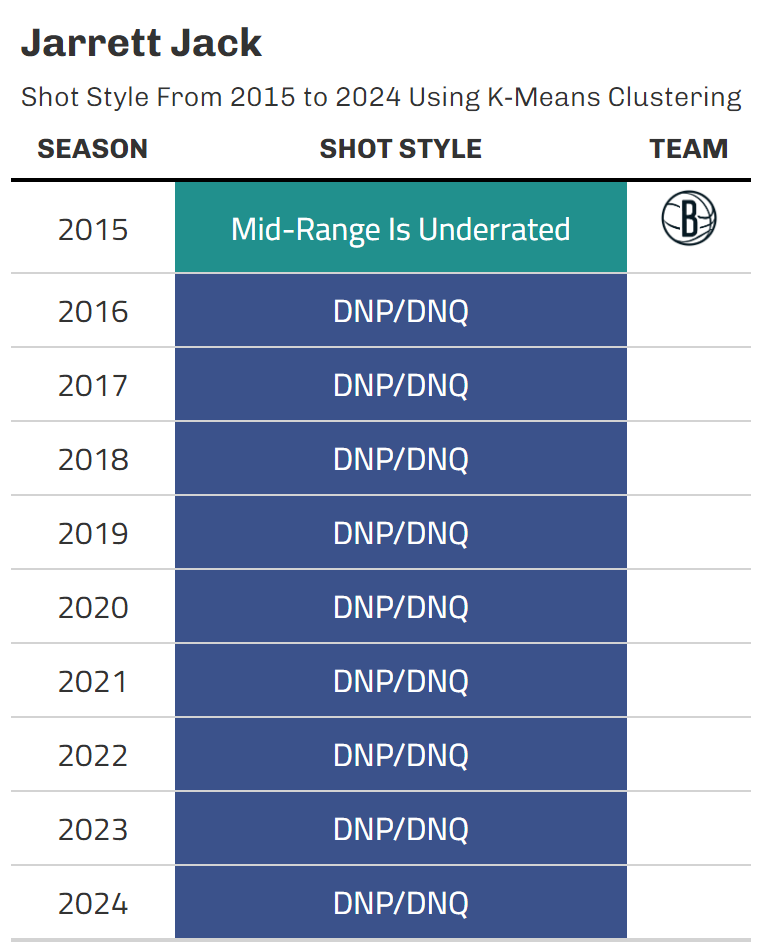 Jarrett Jack
Shot Style From 2015 to 2024 Using K-Means Clustering
SEASON SHOT STYLE TEAM
2015 Mid-Range Is Underrated B
2016 DNP/DNQ
2017 DNP/DNQ
2018 DNP/DNQ
2019 DNP/DNQ
2020 DNP/DNQ
2021 DNP/DNQ
2022 DNP/DNQ
2023 DNP/DNQ
2024 DNP/DNQ